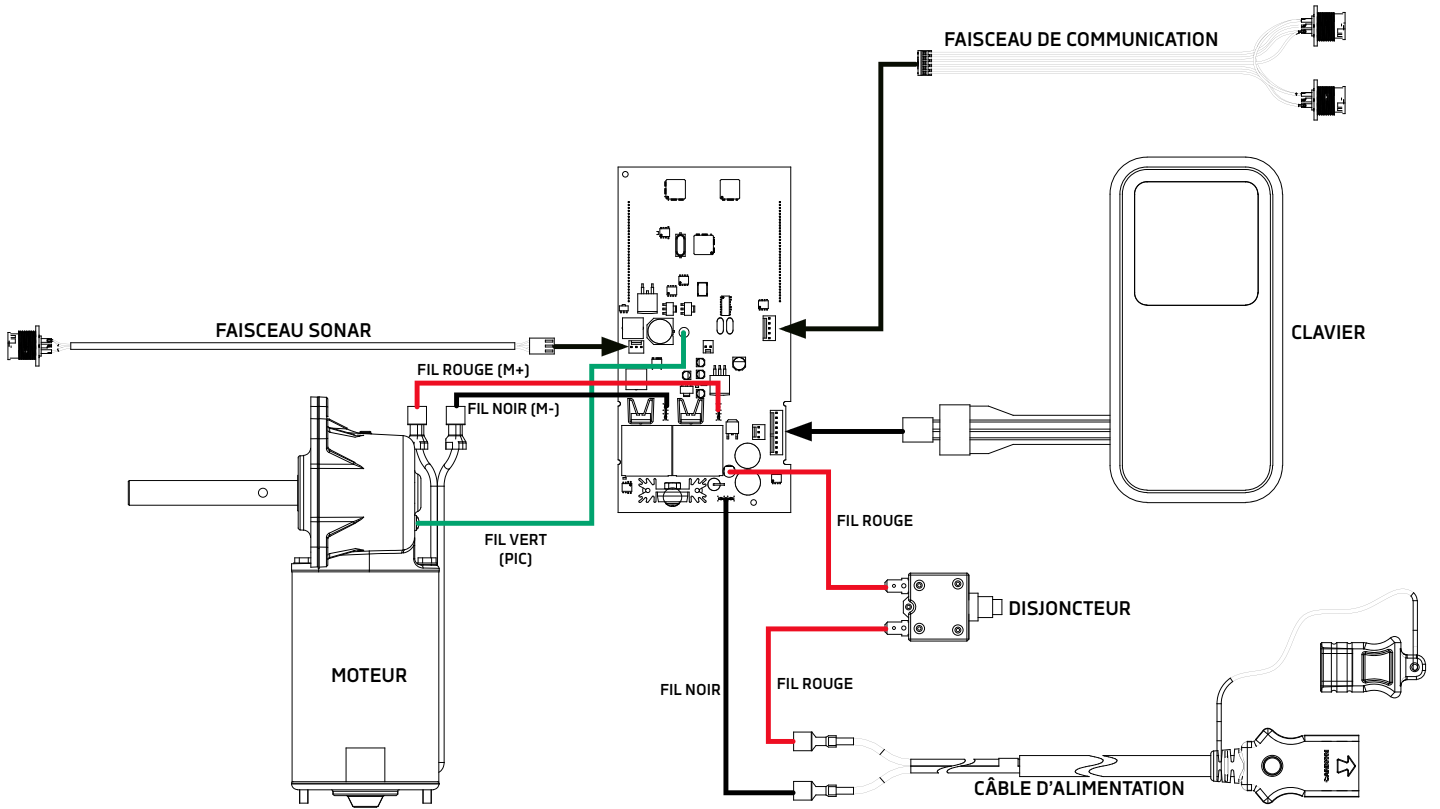 FAISCEAU DE COMMUNICATION
CLAVIER
FAISCEAU SONAR
FIL ROUGE (M+)
FIL NOIR (M-)
FIL VERT
(PIC)
FIL ROUGE
DISJONCTEUR
MOTEUR
FIL NOIR
FIL ROUGE
CÂBLE D'ALIMENTATION
CANNON